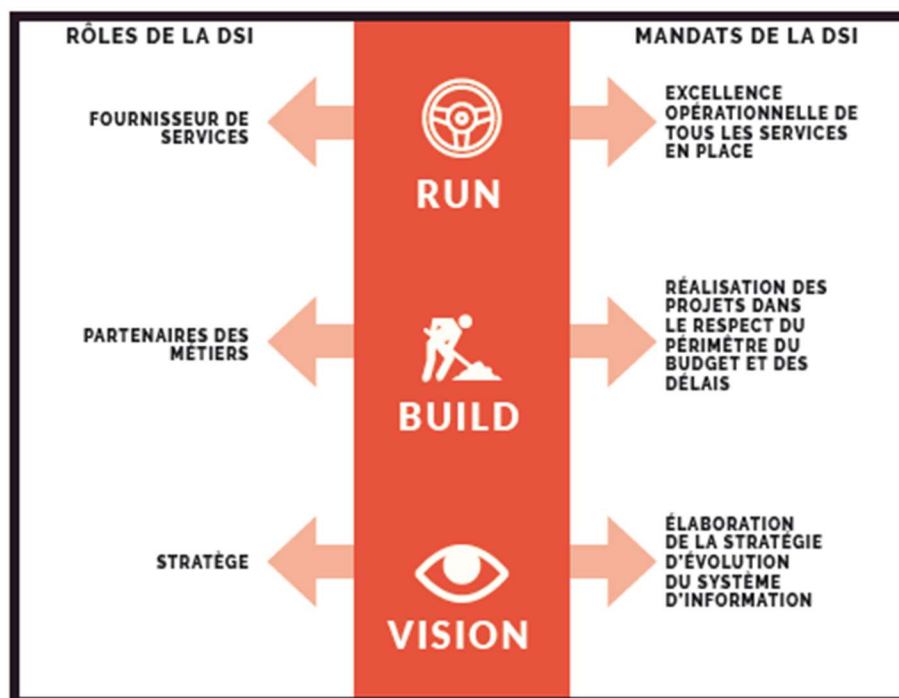 RÔLES DE LA DSI
MANDATS DE LA DSI
FOURNISSEUR DE
SERVICES
RUN
EXCELLENCE
OPÉRATIONNELLE DE
TOUS LES SERVICES
EN PLACE
PARTENAIRES DES
MÉTIERS
BUILD
RÉALISATION DES
PROJETS DANS
LE RESPECT DU
PÉRIMÈTRE DU
BUDGET ET DES
DÉLAIS
STRATÈGE
VISION
ÉLABORATION
DE LA STRATÉGIE
D'ÉVOLUTION
DU SYSTÈME
D'INFORMATION